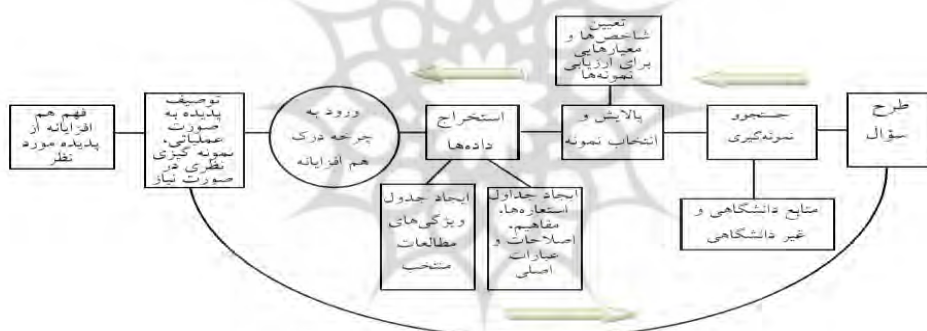 طرح
سؤال
جستجوو
نمونه‌گیری
منابع دانشگاهی و
غیر دانشگاهی
تعیین
شاخص‌ها و
معیارهایی
برای ارزیابی
نمونه‌ها
پالایش و
انتخاب نمونه
استخراج
داده‌ها
ایجاد جداول
استعاره‌ها،
مفاهیم،
اصلاحات و
عبارات
اصلی
ایجاد جدول
ویژگی‌های
مطالعات
منتخب
ورود به
چرخه درک
هم افزایانه
توصیف
پدیده به
صورت
عملیاتی،
نمونه گیری
نظری در
صورت نیاز
فهم هم
افزایانه از
پدیده مورد
نظر